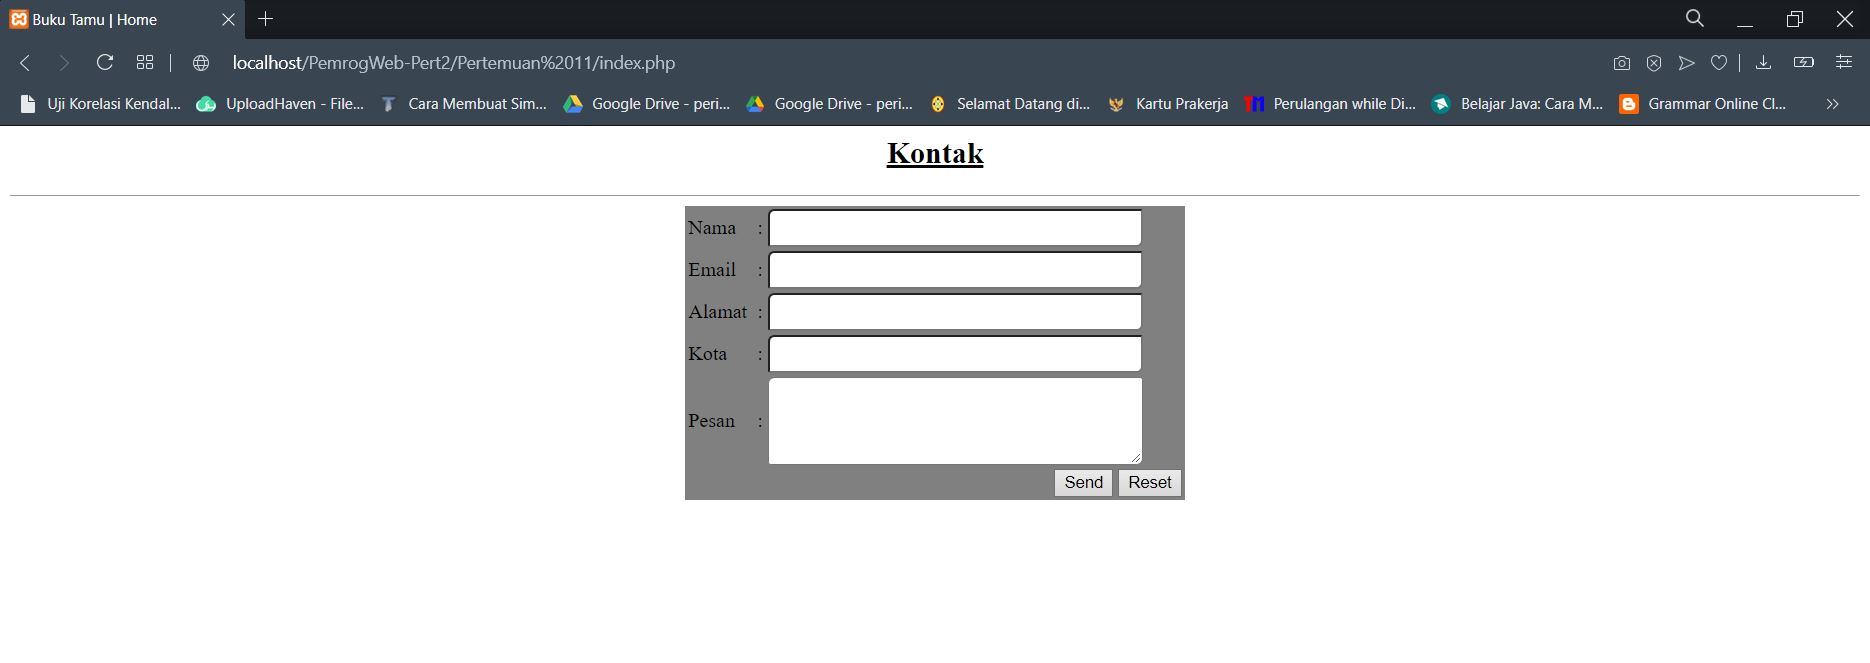 Buku Tamu | Home
localhost/PemrogWeb-Pert2/Pertemuan%2011/index.php
Uji Korelasi Kendal... UploadHaven - File... Cara Membuat Sim... Google Drive - peri... Google Drive - peri... Selamat Datang di... Kartu Prakerja TM Perulangan while Di... Belajar Java: Cara M... Grammar Online Cl...
Kontak
Nama :
Email :
Alamat :
Kota :
Pesan :
Send Reset